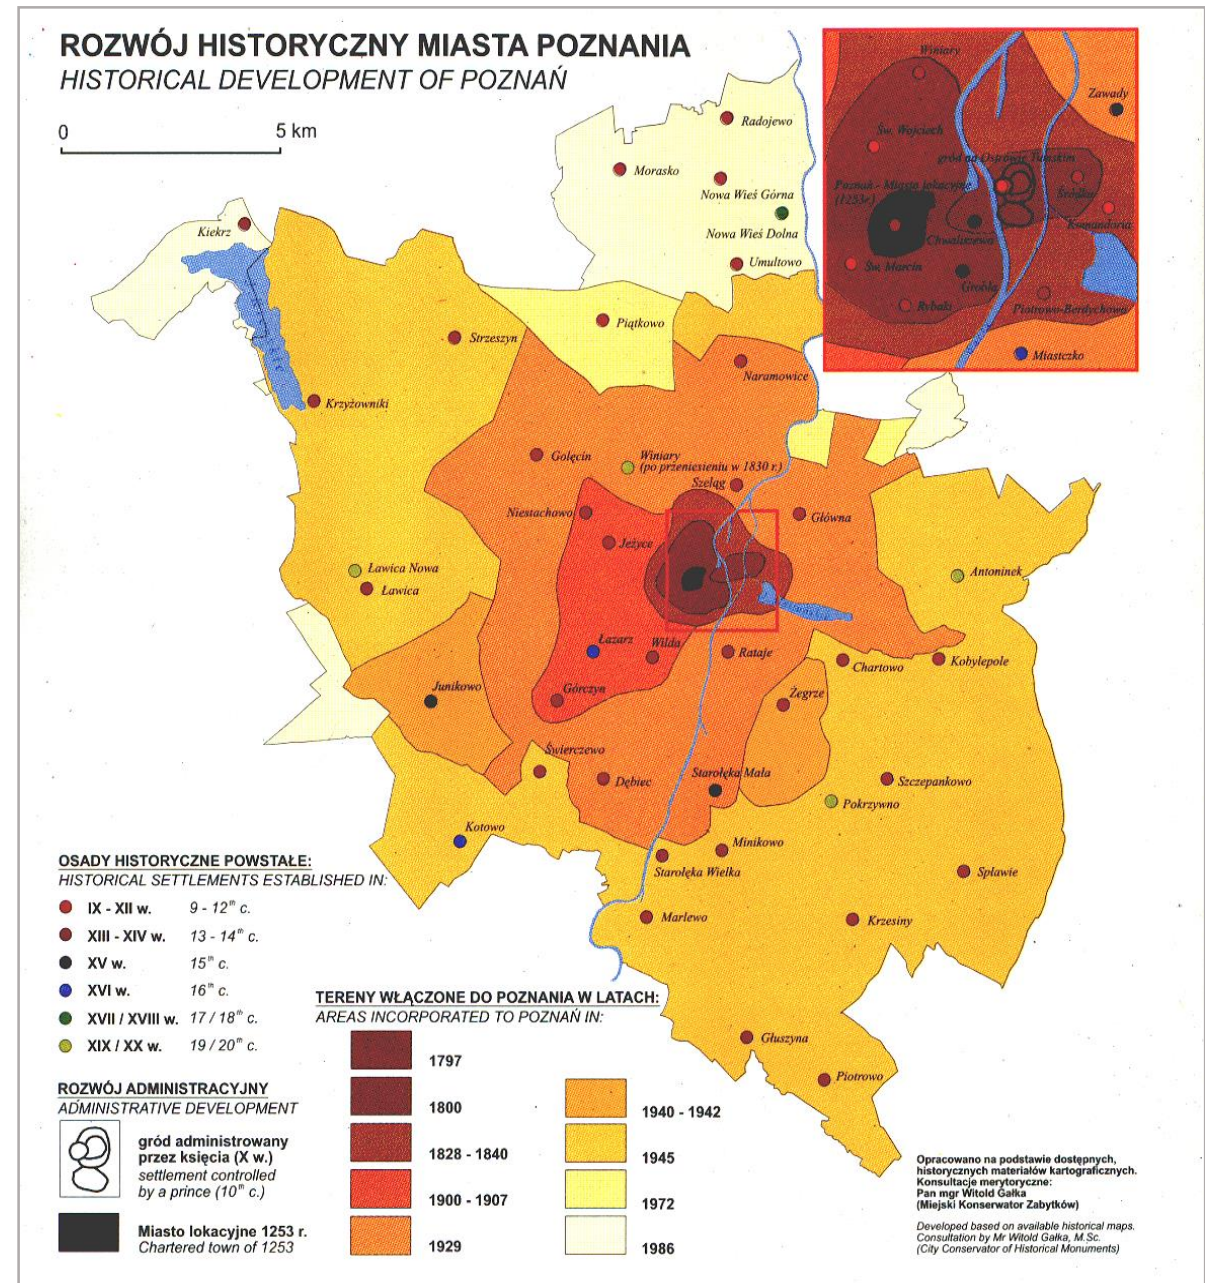 ROZWÓJ HISTORYCZNY MIASTA POZNANIA
HISTORICAL DEVELOPMENT OF POZNAŃ
0 5 km
Winiary
Zawady
Św. Wojciech
gród na Ostrowie Tumskim
Poznań - Miasto lokacyjne
(1253r.)
Śródka
Komandoria
Chwaliszewo
Św. Marcin
Grobla
Rybaki
Piotrowo-Berdychowo
Miasteczko
Radojewo
Morasko
Nowa Wieś Górna
Nowa Wieś Dolna
Umultowo
Kiekrz
Piątkowo
Strzeszyn
Naramowice
Krzyżowniki
Golęcin
Winiary
(po przeniesieniu w 1830 r.)
Szeląg
Niestachowo
Główna
Jeżyce
Ławica Nowa
Ławica
Antoninek
Łazarz
Wilda
Rataje
Chartowo
Kobylepole
Junikowo
Górczyn
Żegrze
Świerczewo
Dębiec
Starołęka Mała
Szczepankowo
Pokrzywno
Kotowo
Minikowo
Starołęka Wielka
Spławie
Marlewo
Krzesiny
Głuszyna
Piotrowo
OSADY HISTORYCZNE POWSTAŁE:
HISTORICAL SETTLEMENTS ESTABLISHED IN:
IX - XII w. 9 - 12th c.
XIII - XIV w. 13 - 14th c.
XV w. 15th c.
XVI w. 16th c.
XVII / XVIII w. 17 / 18th c.
XIX / XX w. 19 / 20th c.
ROZWÓJ ADMINISTRACYJNY
ADMINISTRATIVE DEVELOPMENT
gród administrowany
przez księcia (X w.)
settlement controlled
by a prince (10th c.)
Miasto lokacyjne 1253 r.
Chartered town of 1253
TERENY WŁĄCZONE DO POZNANIA W LATACH:
AREAS INCORPORATED TO POZNAŃ IN:
1797
1800
1828 - 1840
1900 - 1907
1929
1940 - 1942
1945
1972
1986
Opracowano na podstawie dostępnych,
historycznych materiałów kartograficznych.
Konsultacje merytoryczne:
Pan mgr Witold Gałka
(Miejski Konserwator Zabytków)
Developed based on available historical maps.
Consultation by Mr Witold Gałka, M.Sc.
(City Conservator of Historical Monuments)